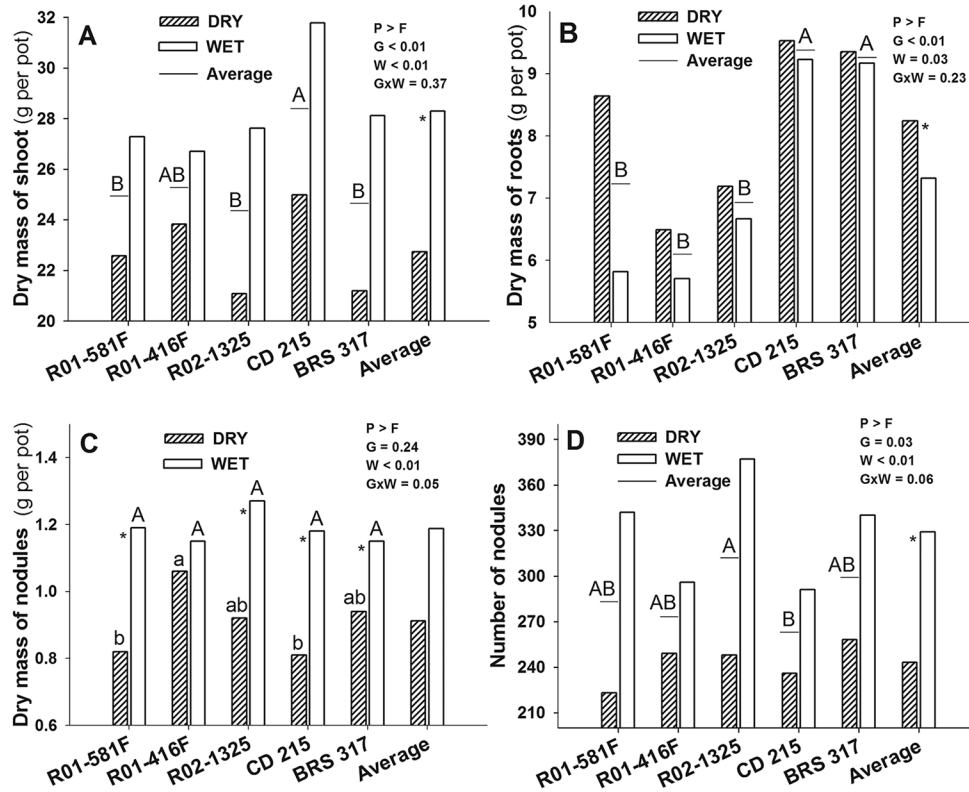 A
DRY
WET
Average
P > F
G < 0.01
W < 0.01
GxW = 0.37
Dry mass of shoot (g per pot)
32
30
28
26
24
22
20
B
AB
B
A
B
*
R01-581F
R01-416F
R02-1325
CD 215
BRS 317
Average
B
DRY
WET
Average
P > F
G < 0.01
W = 0.03
GxW = 0.23
Dry mass of roots (g per pot)
10
9
8
7
6
5
B
B
B
A
A
*
R01-581F
R01-416F
R02-1325
CD 215
BRS 317
Average
C
DRY
WET
P > F
G = 0.24
W < 0.01
GxW = 0.05
Dry mass of nodules (g per pot)
1.4
1.2
1.0
0.8
0.6
b
*
A
a
A
ab
*
A
b
*
A
ab
*
A
R01-581F
R01-416F
R02-1325
CD 215
BRS 317
Average
D
DRY
WET
Average
P > F
G = 0.03
W < 0.01
GxW = 0.06
Number of nodules
390
360
330
300
270
240
210
AB
AB
A
B
AB
*
R01-581F
R01-416F
R02-1325
CD 215
BRS 317
Average